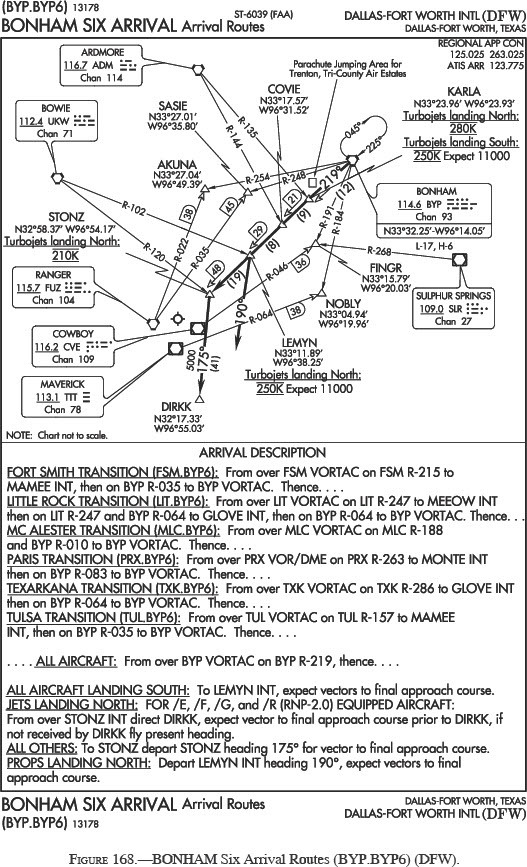 (BYP.BYP6) 13178
BONHAM SIX ARRIVAL Arrival Routes
ST-6039 (FAA)
DALLAS-FORT WORTH INTL (DFW)
DALLAS-FORT WORTH, TEXAS
REGIONAL APP CON
125.025 263.025
ATIS ARR 123.775
ARDMORE
116.7 ADM
Chan 114
Parachute Jumping Area for
Trenton, Tri-County Air Estates
COVIE
N33°17.57'
W96°31.52'
KARLA
N33°23.96' W96°23.93'
Turbojets landing North:
280K
Turbojets landing South:
250K Expect 11000
BOWIE
112.4 UKW
Chan 71
SASIE
N33°27.01'
W96°35.80'
R-135
R-144
045°
225°
AKUNA
N33°27.04'
W96°49.39'
R-254
R-248
219°
(12)
21
(9)
BONHAM
114.6 BYP
Chan 93
N33°32.25'-W96°14.05'
R-191
R-184
STONZ
N32°58.37' W96°54.17'
Turbojets landing North:
210K
R-102
38
45
29
(8)
L-17, H-6
R-120
R-022
R-035
R-268
RANGER
115.7 FUZ
Chan 104
48
(19)
R-046
36
FINGR
N33°15.79'
W96°20.03'
SULPHUR SPRINGS
109.0 SLR
Chan 27
190°
R-064
38
NOBLY
N33°04.94'
W96°19.96'
COWBOY
116.2 CVE
Chan 109
LEMYN
N33°11.89'
W96°38.25'
Turbojets landing North:
250K Expect 11000
5000
175°
(41)
MAVERICK
113.1 TTT
Chan 78
DIRKK
N32°17.33'
W96°55.03'
NOTE: Chart not to scale.
ARRIVAL DESCRIPTION
FORT SMITH TRANSITION (FSM.BYP6): From over FSM VORTAC on FSM R-215 to
MAMEE INT, then on BYP R-035 to BYP VORTAC. Thence. . . .
LITTLE ROCK TRANSITION (LIT.BYP6): From over LIT VORTAC on LIT R-247 to MEEOW INT
then on LIT R-247 and BYP R-064 to GLOVE INT, then on BYP R-064 to BYP VORTAC. Thence. . .
MC ALESTER TRANSITION (MLC.BYP6): From over MLC VORTAC on MLC R-188
and BYP R-010 to BYP VORTAC. Thence. . . .
PARIS TRANSITION (PRX.BYP6): From over PRX VOR/DME on PRX R-263 to MONTE INT
then on BYP R-083 to BYP VORTAC. Thence. . . .
TEXARKANA TRANSITION (TXK.BYP6): From over TXK VORTAC on TXK R-286 to GLOVE INT
then on BYP R-064 to BYP VORTAC. Thence. . . .
TULSA TRANSITION (TUL.BYP6): From over TUL VORTAC on TUL R-157 to MAMEE
INT, then on BYP R-035 to BYP VORTAC. Thence. . . .
. . . . ALL AIRCRAFT: From over BYP VORTAC on BYP R-219, thence. . . .
ALL AIRCRAFT LANDING SOUTH: To LEMYN INT, expect vectors to final approach course.
JETS LANDING NORTH: FOR /E, /F, /G, and /R (RNP-2.0) EQUIPPED AIRCRAFT:
From over STONZ INT direct DIRKK, expect vector to final approach course prior to DIRKK, if
not received by DIRKK fly present heading.
ALL OTHERS: To STONZ depart STONZ heading 175° for vector to final approach course.
PROPS LANDING NORTH: Depart LEMYN INT heading 190°, expect vectors to final
approach course.
BONHAM SIX ARRIVAL Arrival Routes
(BYP.BYP6) 13178
DALLAS-FORT WORTH, TEXAS
DALLAS-FORT WORTH INTL (DFW)
FIGURE 168.—BONHAM Six Arrival Routes (BYP.BYP6) (DFW).